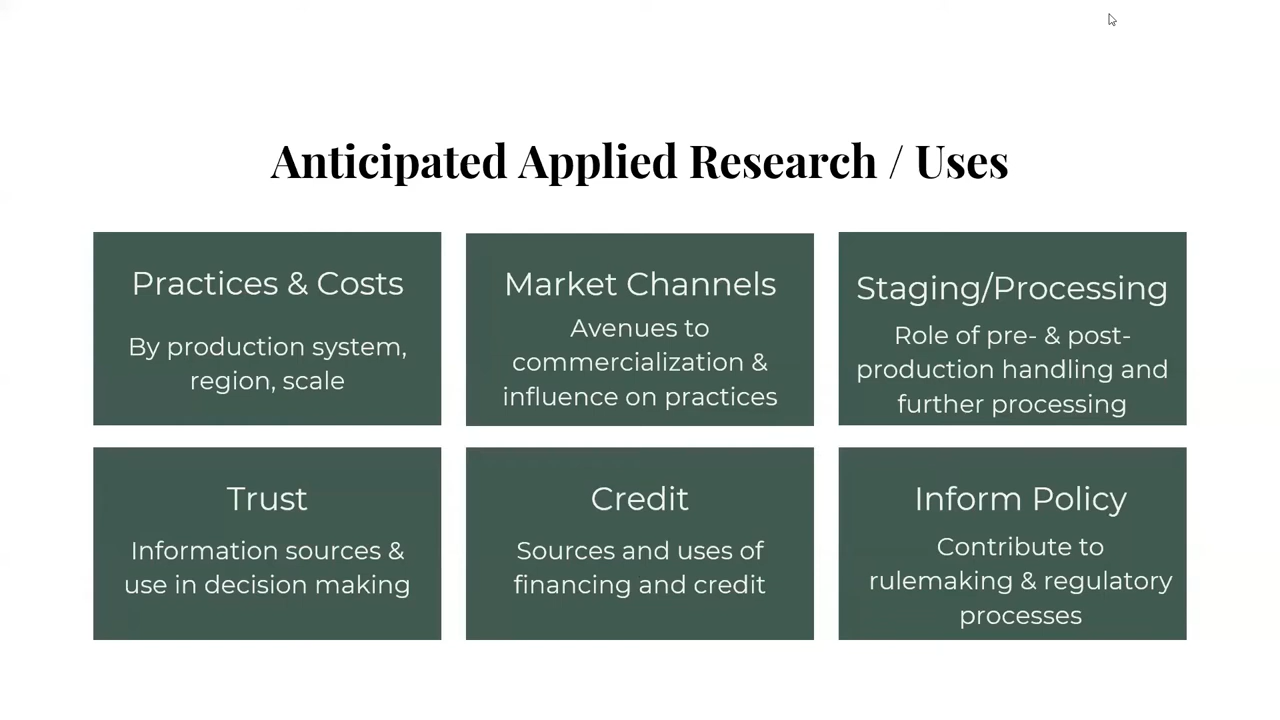 Anticipated Applied Research / Uses
Practices & Costs
By production system,
region, scale
Market Channels
Avenues to
commercialization &
influence on practices
Staging/Processing
Role of pre- & post-
production handling and
further processing
Trust
Information sources &
use in decision making
Credit
Sources and uses of
financing and credit
Inform Policy
Contribute to
rulemaking & regulatory
processes